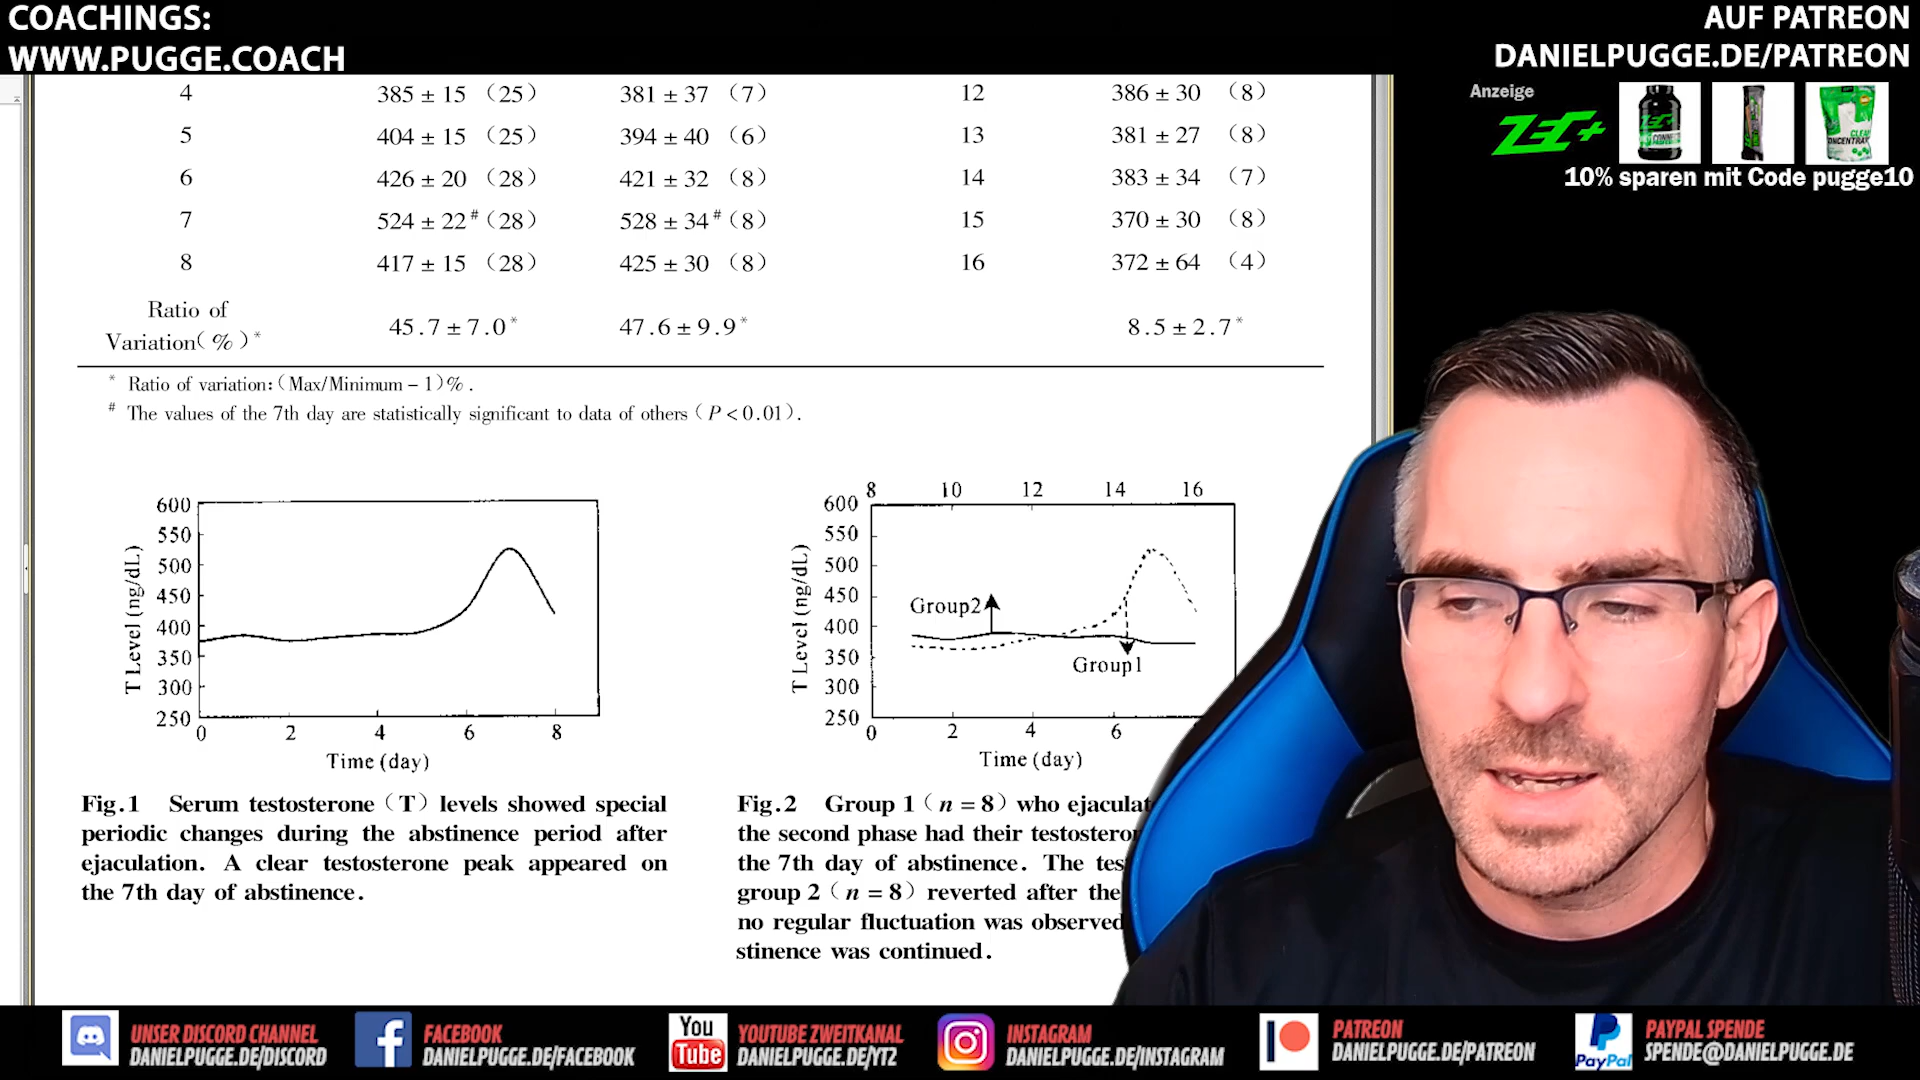 COACHINGS:
WWW.PUGGE.COACH
AUF PATREON
DANIELPUGGE.DE/PATREON
Anzeige
ZEC+
10% sparen mit Code pugge10
4 385 ± 15 (25) 381 ± 37 (7) 12 386 ± 30 (8)
5 404 ± 15 (25) 394 ± 40 (6) 13 381 ± 27 (8)
6 426 ± 20 (28) 421 ± 32 (8) 14 383 ± 34 (7)
7 524 ± 22# (28) 528 ± 34# (8) 15 370 ± 30 (8)
8 417 ± 15 (28) 425 ± 30 (8) 16 372 ± 64 (4)
Ratio of
Variation(%)* 45.7 ± 7.0* 47.6 ± 9.9* 8.5 ± 2.7*
* Ratio of variation:(Max/Minimum − 1)%.
# The values of the 7th day are statistically significant to data of others (P < 0.01).
600
550
500
450
400
350
300
250
T Level (ng/dL)
0 2 4 6 8
Time (day)
8 10 12 14 16
600
550
500
450
400
350
300
250
T Level (ng/dL)
Group2
Group1
0 2 4 6
Time (day)
Fig.1 Serum testosterone (T) levels showed special
periodic changes during the abstinence period after
ejaculation. A clear testosterone peak appeared on
the 7th day of abstinence.
Fig.2 Group 1 (n = 8) who ejaculat
the second phase had their testoster
the 7th day of abstinence. The tes
group 2 (n = 8) reverted after the
no regular fluctuation was observed
stinence was continued.
UNSER DISCORD CHANNEL
DANIELPUGGE.DE/DISCORD
FACEBOOK
DANIELPUGGE.DE/FACEBOOK
You
Tube
YOUTUBE ZWEITKANAL
DANIELPUGGE.DE/YT2
INSTAGRAM
DANIELPUGGE.DE/INSTAGRAM
PATREON
DANIELPUGGE.DE/PATREON
PayPal
PAYPAL SPENDE
SPENDE@DANIELPUGGE.DE